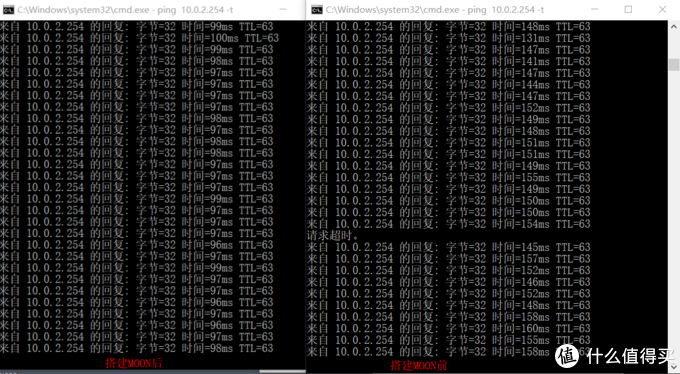 C:\Windows\system32\cmd.exe - ping 10.0.2.254 -t
来自 10.0.2.254 的回复: 字节=32 时间=99ms TTL=63
来自 10.0.2.254 的回复: 字节=32 时间=100ms TTL=63
来自 10.0.2.254 的回复: 字节=32 时间=99ms TTL=63
来自 10.0.2.254 的回复: 字节=32 时间=98ms TTL=63
来自 10.0.2.254 的回复: 字节=32 时间=97ms TTL=63
来自 10.0.2.254 的回复: 字节=32 时间=97ms TTL=63
来自 10.0.2.254 的回复: 字节=32 时间=97ms TTL=63
来自 10.0.2.254 的回复: 字节=32 时间=97ms TTL=63
来自 10.0.2.254 的回复: 字节=32 时间=98ms TTL=63
来自 10.0.2.254 的回复: 字节=32 时间=97ms TTL=63
来自 10.0.2.254 的回复: 字节=32 时间=98ms TTL=63
来自 10.0.2.254 的回复: 字节=32 时间=98ms TTL=63
来自 10.0.2.254 的回复: 字节=32 时间=97ms TTL=63
来自 10.0.2.254 的回复: 字节=32 时间=97ms TTL=63
来自 10.0.2.254 的回复: 字节=32 时间=97ms TTL=63
来自 10.0.2.254 的回复: 字节=32 时间=99ms TTL=63
来自 10.0.2.254 的回复: 字节=32 时间=97ms TTL=63
来自 10.0.2.254 的回复: 字节=32 时间=97ms TTL=63
来自 10.0.2.254 的回复: 字节=32 时间=97ms TTL=63
来自 10.0.2.254 的回复: 字节=32 时间=96ms TTL=63
来自 10.0.2.254 的回复: 字节=32 时间=97ms TTL=63
来自 10.0.2.254 的回复: 字节=32 时间=99ms TTL=63
来自 10.0.2.254 的回复: 字节=32 时间=97ms TTL=63
来自 10.0.2.254 的回复: 字节=32 时间=97ms TTL=63
来自 10.0.2.254 的回复: 字节=32 时间=96ms TTL=63
来自 10.0.2.254 的回复: 字节=32 时间=97ms TTL=63
来自 10.0.2.254 的回复: 字节=32 时间=96ms TTL=63
来自 10.0.2.254 的回复: 字节=32 时间=97ms TTL=63
来自 10.0.2.254 的回复: 字节=32 时间=98ms TTL=63
搭建MOON后
C:\Windows\system32\cmd.exe - ping 10.0.2.254 -t
来自 10.0.2.254 的回复: 字节=32 时间=148ms TTL=63
来自 10.0.2.254 的回复: 字节=32 时间=131ms TTL=63
来自 10.0.2.254 的回复: 字节=32 时间=147ms TTL=63
来自 10.0.2.254 的回复: 字节=32 时间=141ms TTL=63
来自 10.0.2.254 的回复: 字节=32 时间=147ms TTL=63
来自 10.0.2.254 的回复: 字节=32 时间=144ms TTL=63
来自 10.0.2.254 的回复: 字节=32 时间=147ms TTL=63
来自 10.0.2.254 的回复: 字节=32 时间=152ms TTL=63
来自 10.0.2.254 的回复: 字节=32 时间=149ms TTL=63
来自 10.0.2.254 的回复: 字节=32 时间=148ms TTL=63
来自 10.0.2.254 的回复: 字节=32 时间=151ms TTL=63
来自 10.0.2.254 的回复: 字节=32 时间=151ms TTL=63
来自 10.0.2.254 的回复: 字节=32 时间=149ms TTL=63
来自 10.0.2.254 的回复: 字节=32 时间=155ms TTL=63
来自 10.0.2.254 的回复: 字节=32 时间=149ms TTL=63
来自 10.0.2.254 的回复: 字节=32 时间=150ms TTL=63
来自 10.0.2.254 的回复: 字节=32 时间=150ms TTL=63
来自 10.0.2.254 的回复: 字节=32 时间=154ms TTL=63
请求超时。
来自 10.0.2.254 的回复: 字节=32 时间=145ms TTL=63
来自 10.0.2.254 的回复: 字节=32 时间=157ms TTL=63
来自 10.0.2.254 的回复: 字节=32 时间=152ms TTL=63
来自 10.0.2.254 的回复: 字节=32 时间=146ms TTL=63
来自 10.0.2.254 的回复: 字节=32 时间=152ms TTL=63
来自 10.0.2.254 的回复: 字节=32 时间=148ms TTL=63
来自 10.0.2.254 的回复: 字节=32 时间=158ms TTL=63
来自 10.0.2.254 的回复: 字节=32 时间=160ms TTL=63
来自 10.0.2.254 的回复: 字节=32 时间=155ms TTL=63
来自 10.0.2.254 的回复: 字节=32 时间=158ms TTL=63
搭建MOON前
值 什么值得买